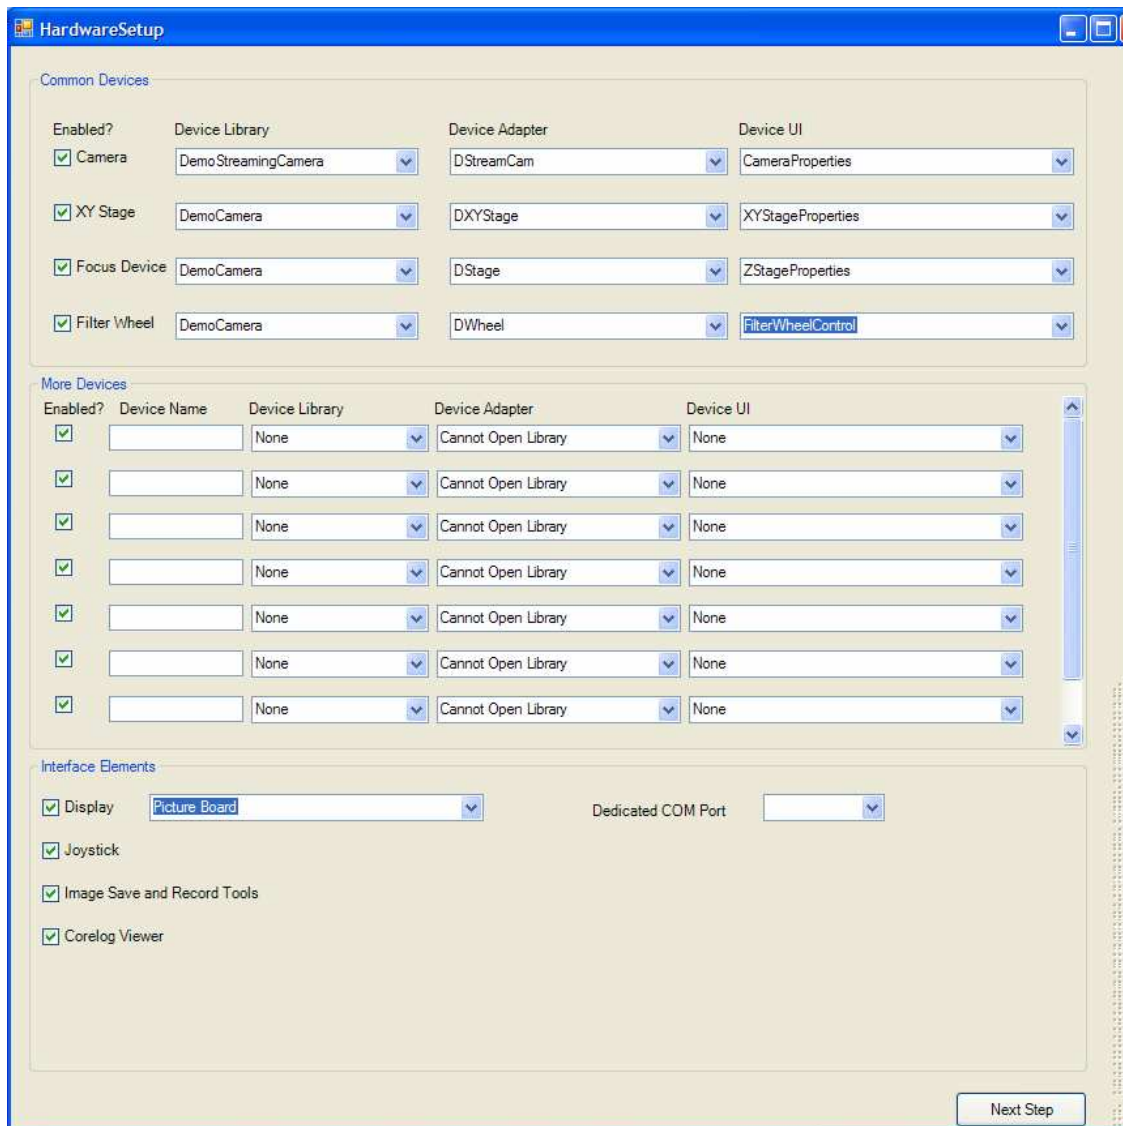 HardwareSetup
Common Devices
Enabled? Device Library Device Adapter Device UI
Camera DemoStreamingCamera DStreamCam CameraProperties
XY Stage DemoCamera DXYStage XYStageProperties
Focus Device DemoCamera DStage ZStageProperties
Filter Wheel DemoCamera DWheel FilterWheelControl
More Devices
Enabled? Device Name Device Library Device Adapter Device UI
None Cannot Open Library None
None Cannot Open Library None
None Cannot Open Library None
None Cannot Open Library None
None Cannot Open Library None
None Cannot Open Library None
None Cannot Open Library None
Interface Elements
Display Picture Board Dedicated COM Port
Joystick
Image Save and Record Tools
Corelog Viewer
Next Step